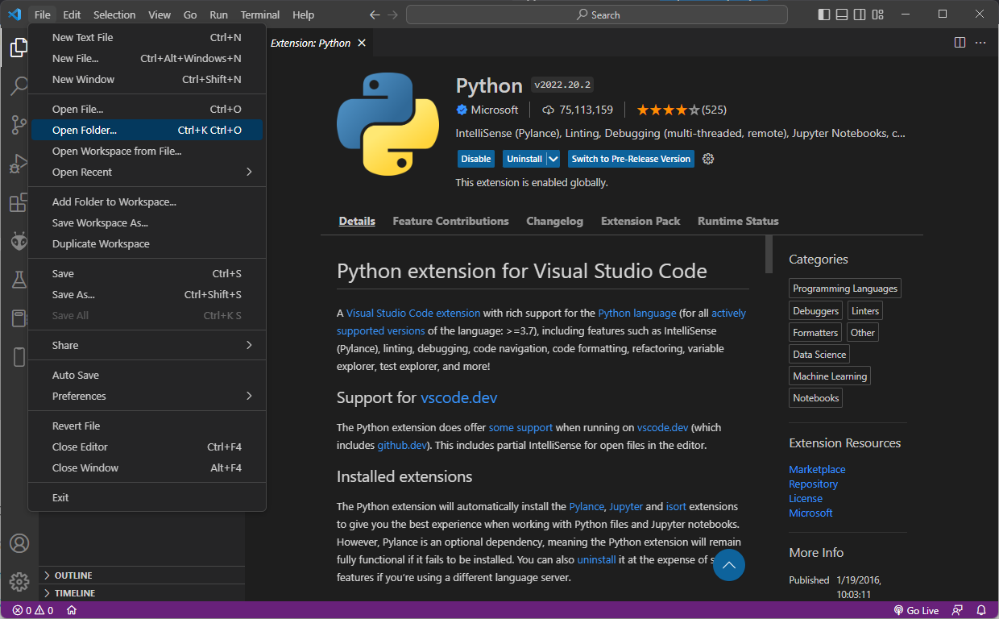 File Edit Selection View Go Run Terminal Help
Search
New Text File Ctrl+N
New File... Ctrl+Alt+Windows+N
New Window Ctrl+Shift+N
Open File... Ctrl+O
Open Folder... Ctrl+K Ctrl+O
Open Workspace from File...
Open Recent
Add Folder to Workspace...
Save Workspace As...
Duplicate Workspace
Save Ctrl+S
Save As... Ctrl+Shift+S
Save All Ctrl+K S
Share
Auto Save
Preferences
Revert File
Close Editor Ctrl+F4
Close Window Alt+F4
Exit
OUTLINE
TIMELINE
Extension: Python
Python v2022.20.2
Microsoft 75,113,159 (525)
IntelliSense (Pylance), Linting, Debugging (multi-threaded, remote), Jupyter Notebooks, c...
Disable Uninstall Switch to Pre-Release Version
This extension is enabled globally.
Details Feature Contributions Changelog Extension Pack Runtime Status
Python extension for Visual Studio Code
A Visual Studio Code extension with rich support for the Python language (for all actively
supported versions of the language: >=3.7), including features such as IntelliSense
(Pylance), linting, debugging, code navigation, code formatting, refactoring, variable
explorer, test explorer, and more!
Support for vscode.dev
The Python extension does offer some support when running on vscode.dev (which
includes github.dev). This includes partial IntelliSense for open files in the editor.
Installed extensions
The Python extension will automatically install the Pylance, Jupyter and isort extensions
to give you the best experience when working with Python files and Jupyter notebooks.
However, Pylance is an optional dependency, meaning the Python extension will remain
fully functional if it fails to be installed. You can also uninstall it at the expense of
features if you're using a different language server.
Categories
Programming Languages
Debuggers Linters
Formatters Other
Data Science
Machine Learning
Notebooks
Extension Resources
Marketplace
Repository
License
Microsoft
More Info
Published 1/19/2016,
10:03:11
0 0
Go Live